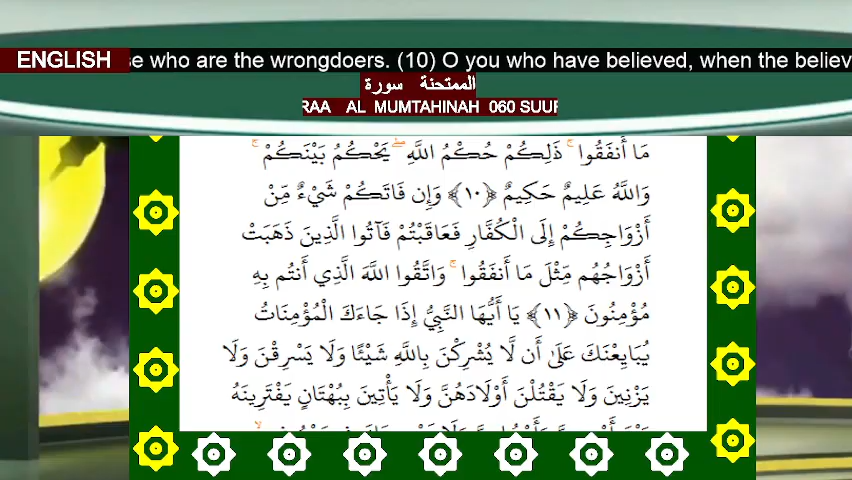 ENGLISH
e who are the wrongdoers. (10) O you who have believed, when the believ
الممتحنة سورة
RAA AL MUMTAHINAH 060 SUUR
مَا أَنفَقُوا ۚ ذَٰلِكُمْ حُكْمُ اللَّهِ ۖ يَحْكُمُ بَيْنَكُمْ ۚ
وَاللَّهُ عَلِيمٌ حَكِيمٌ ﴿١٠﴾ وَإِن فَاتَكُمْ شَيْءٌ مِّنْ
أَزْوَاجِكُمْ إِلَى الْكُفَّارِ فَعَاقَبْتُمْ فَآتُوا الَّذِينَ ذَهَبَتْ
أَزْوَاجُهُم مِّثْلَ مَا أَنفَقُوا ۚ وَاتَّقُوا اللَّهَ الَّذِي أَنتُم بِهِ
مُؤْمِنُونَ ﴿١١﴾ يَا أَيُّهَا النَّبِيُّ إِذَا جَاءَكَ الْمُؤْمِنَاتُ
يُبَايِعْنَكَ عَلَىٰ أَن لَّا يُشْرِكْنَ بِاللَّهِ شَيْئًا وَلَا يَسْرِقْنَ وَلَا
يَزْنِينَ وَلَا يَقْتُلْنَ أَوْلَادَهُنَّ وَلَا يَأْتِينَ بِبُهْتَانٍ يَفْتَرِينَهُ